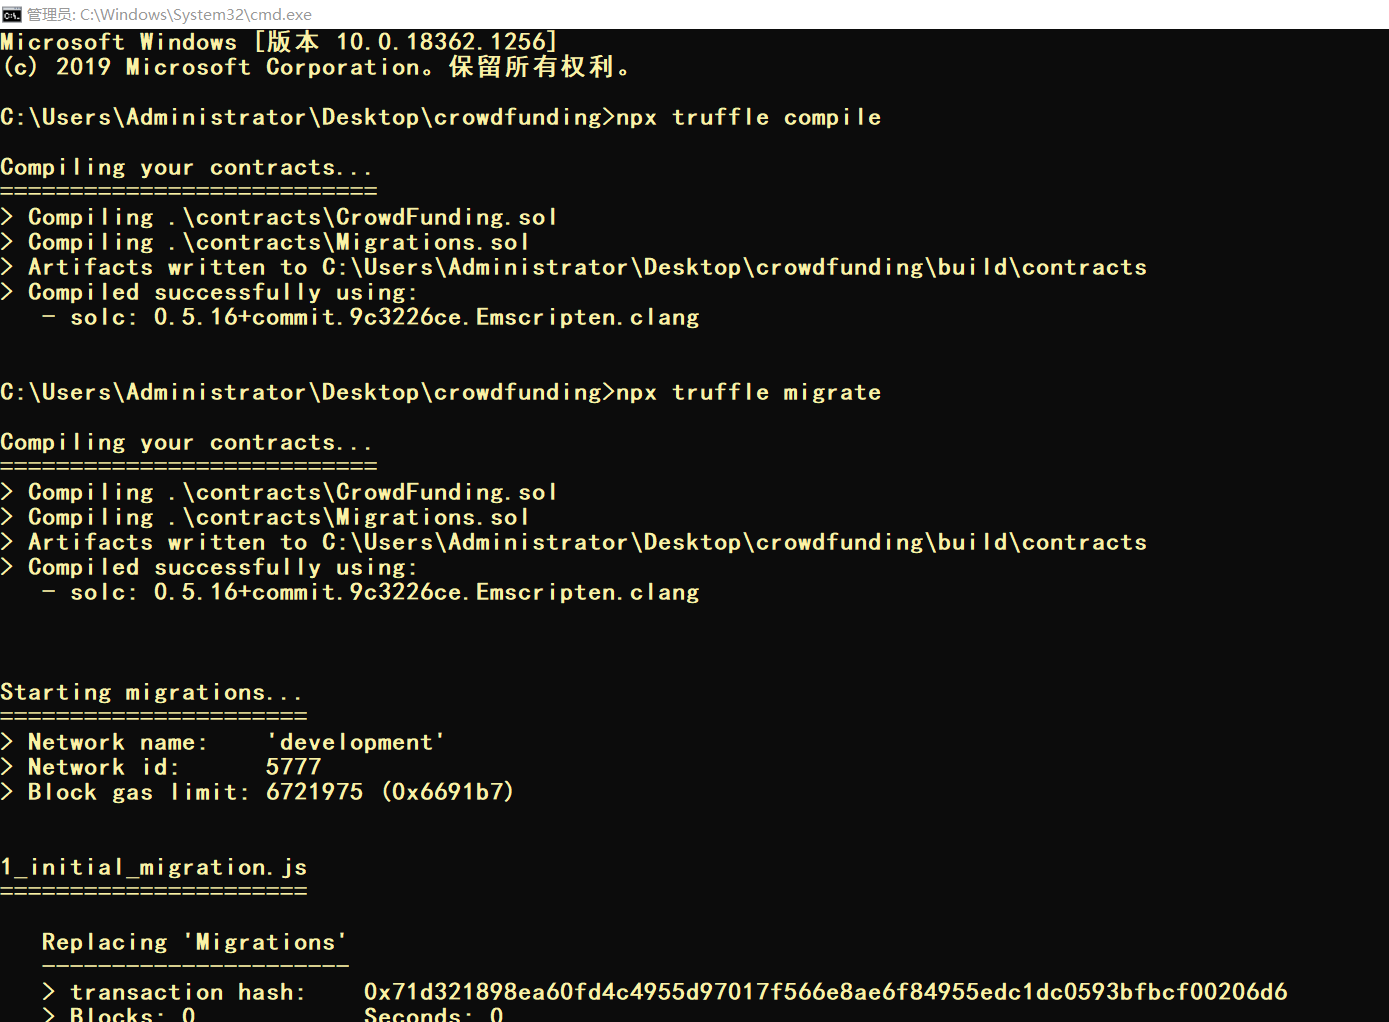 管理员: C:\Windows\System32\cmd.exe
Microsoft Windows [版本 10.0.18362.1256]
(c) 2019 Microsoft Corporation。保留所有权利。
C:\Users\Administrator\Desktop\crowdfunding>npx truffle compile
Compiling your contracts...
===========================
> Compiling .\contracts\CrowdFunding.sol
> Compiling .\contracts\Migrations.sol
> Artifacts written to C:\Users\Administrator\Desktop\crowdfunding\build\contracts
> Compiled successfully using:
   - solc: 0.5.16+commit.9c3226ce.Emscripten.clang
C:\Users\Administrator\Desktop\crowdfunding>npx truffle migrate
Compiling your contracts...
===========================
> Compiling .\contracts\CrowdFunding.sol
> Compiling .\contracts\Migrations.sol
> Artifacts written to C:\Users\Administrator\Desktop\crowdfunding\build\contracts
> Compiled successfully using:
   - solc: 0.5.16+commit.9c3226ce.Emscripten.clang
Starting migrations...
======================
> Network name:    'development'
> Network id:      5777
> Block gas limit: 6721975 (0x6691b7)
1_initial_migration.js
======================
   Replacing 'Migrations'
   ----------------------
   > transaction hash:    0x71d321898ea60fd4c4955d97017f566e8ae6f84955edc1dc0593bfbcf00206d6
   > Blocks: 0            Seconds: 0